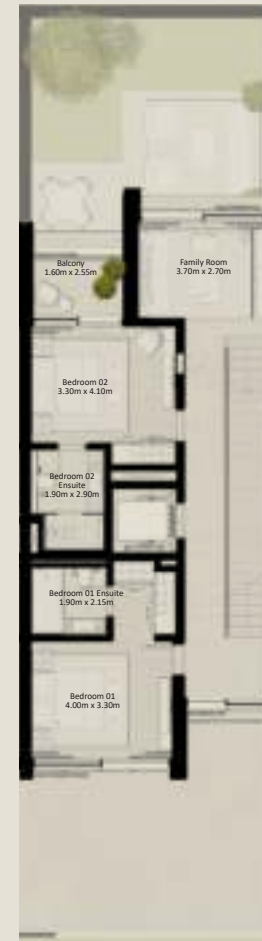 Balcony
1.60m x 2.55m
Family Room
3.70m x 2.70m
Bedroom 02
3.30m x 4.10m
Bedroom 02
Ensuite
1.90m x 2.90m
Bedroom 01 Ensuite
1.90m x 2.15m
Bedroom 01
4.00m x 3.30m